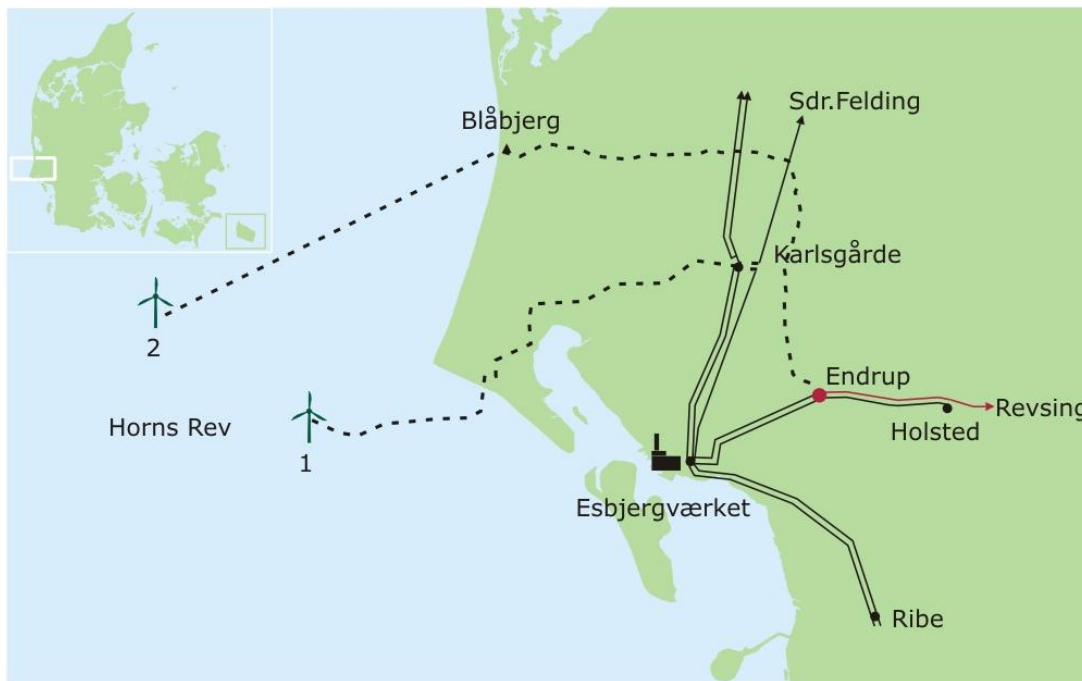 Sdr.Felding
Blåbjerg
Karlsgårde
2
Endrup
Revsing
Horns Rev
Holsted
1
Esbjergværket
Ribe